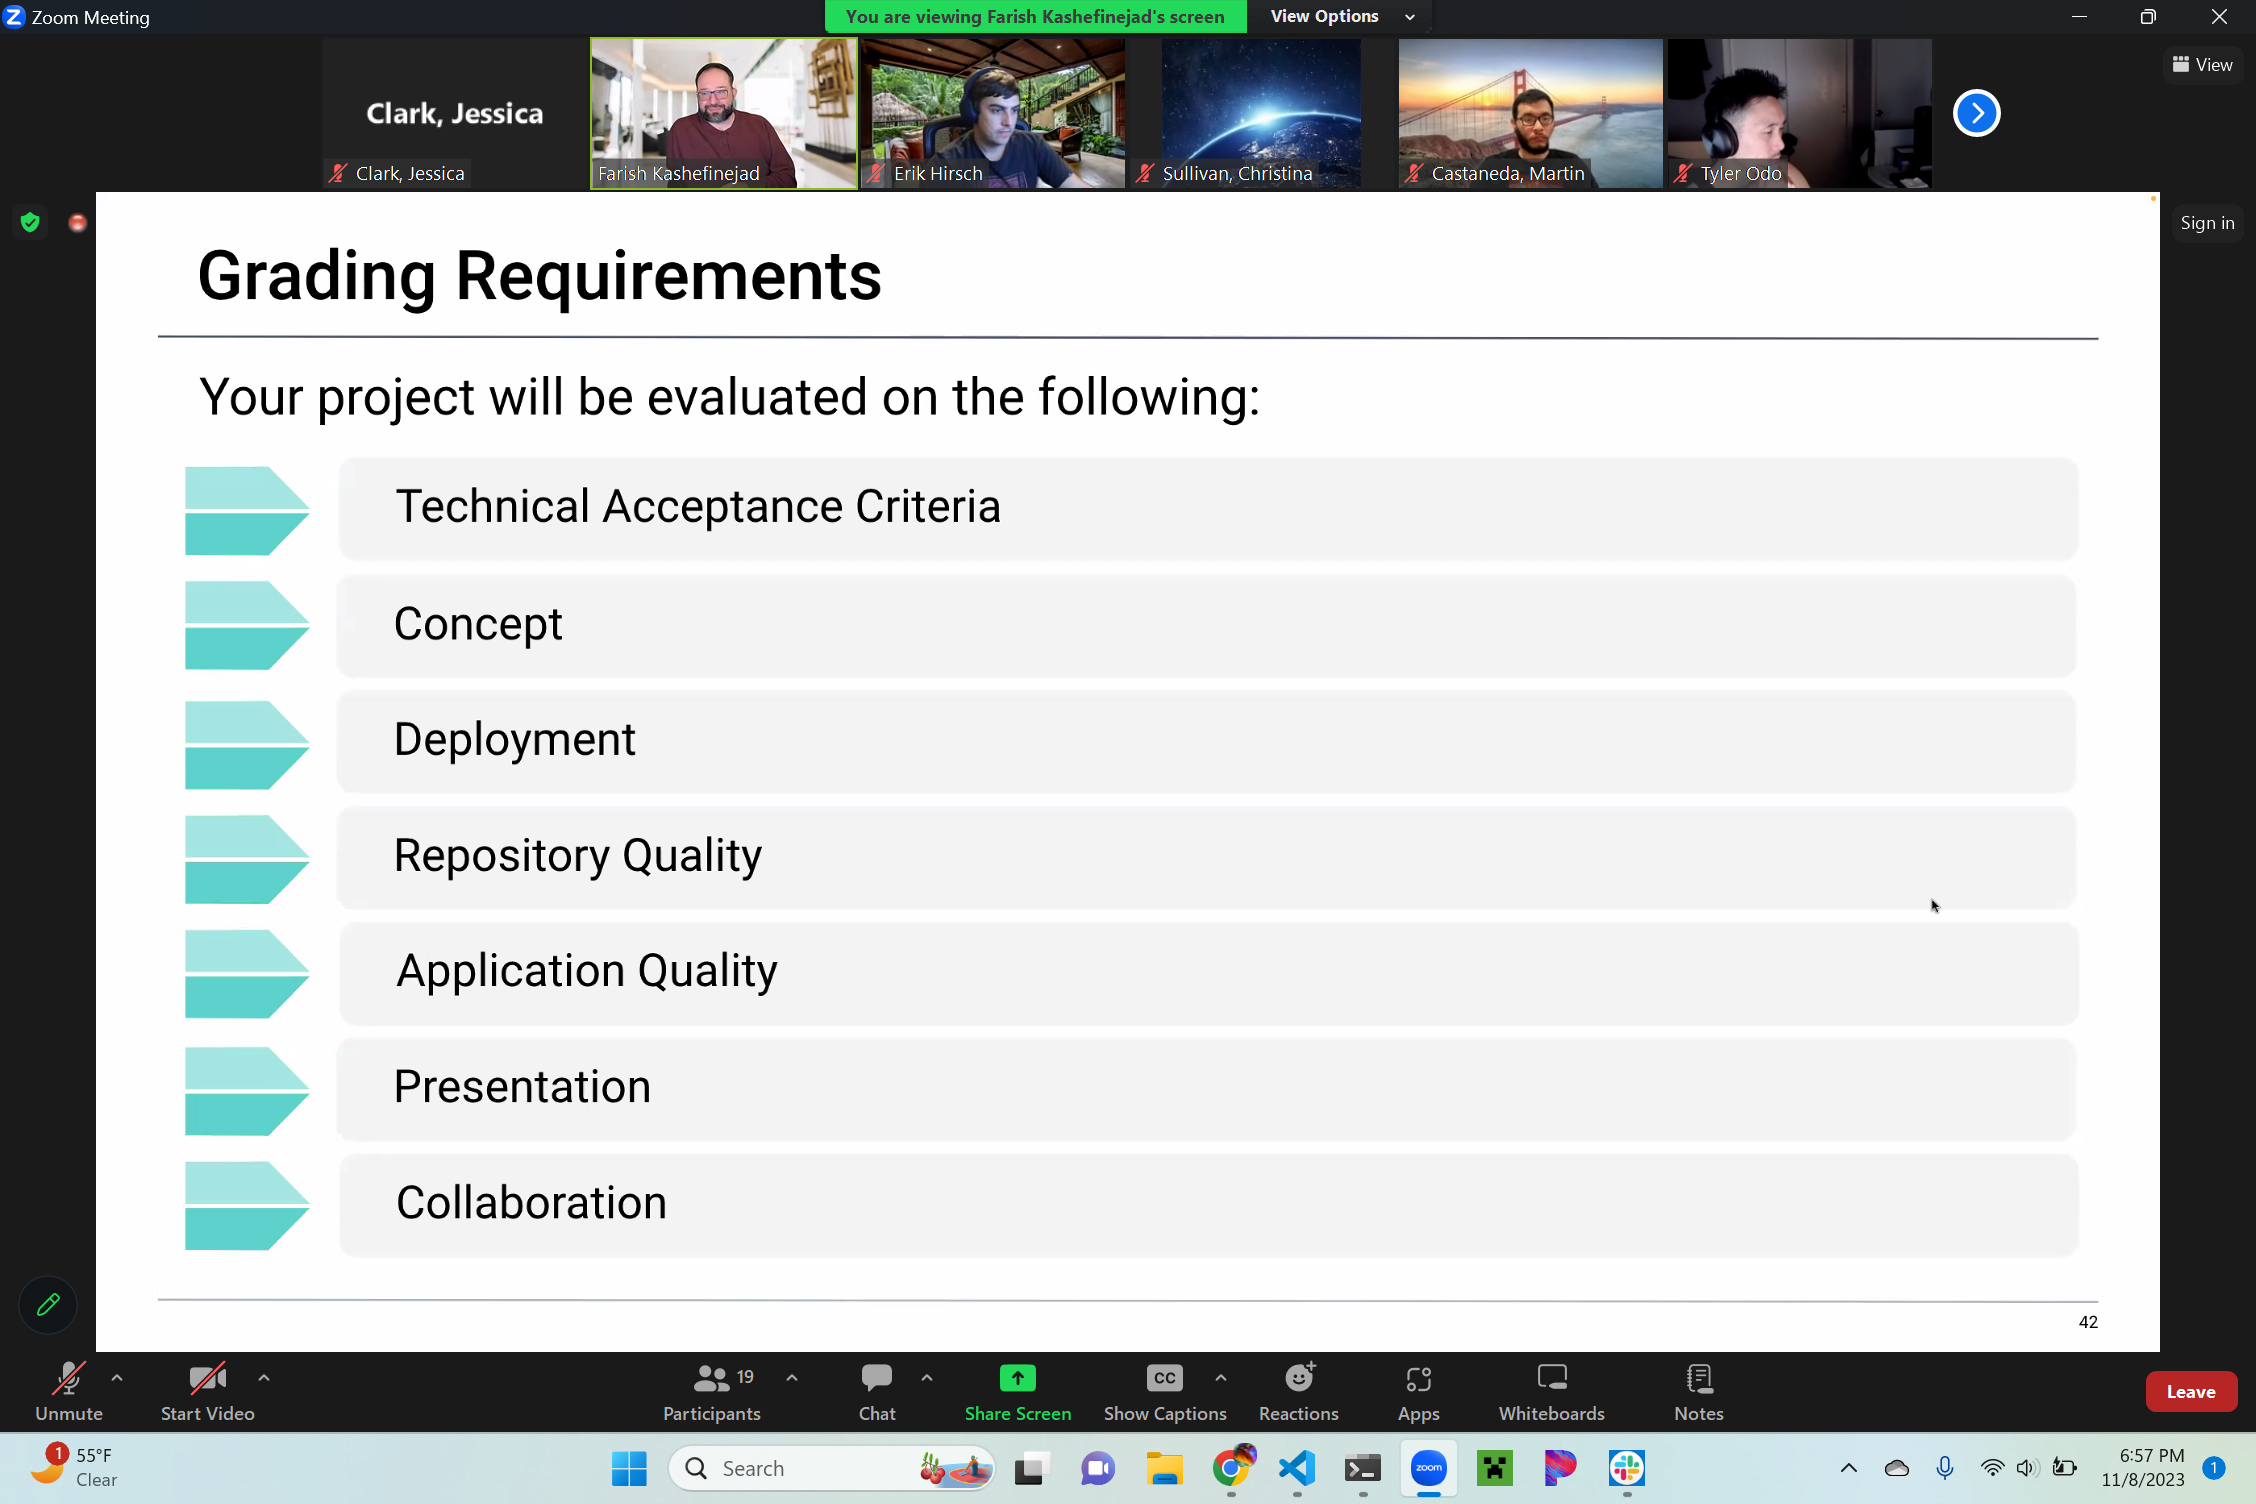 Zoom Meeting
You are viewing Farish Kashefinejad's screen
View Options
View
Clark, Jessica
Clark, Jessica
Farish Kashefinejad
Erik Hirsch
Sullivan, Christina
Castaneda, Martin
Tyler Odo
Sign in
Grading Requirements
Your project will be evaluated on the following:
Technical Acceptance Criteria
Concept
Deployment
Repository Quality
Application Quality
Presentation
Collaboration
42
Unmute
Start Video
19
Participants
Chat
Share Screen
CC
Show Captions
Reactions
Apps
Whiteboards
Notes
Leave
1
55°F
Clear
Search
zoom
6:57 PM
11/8/2023
1